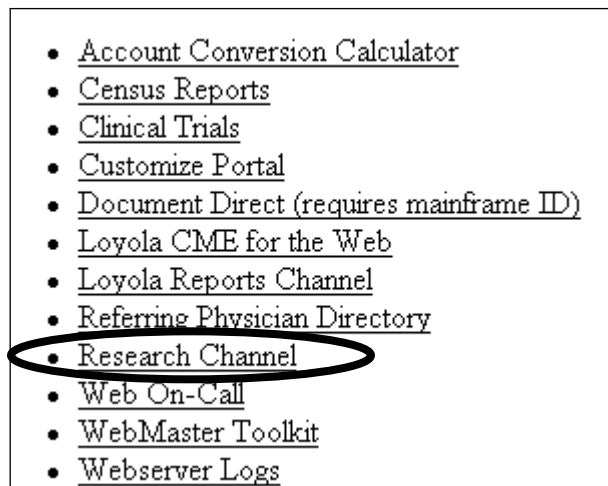 Account Conversion Calculator
Census Reports
Clinical Trials
Customize Portal
Document Direct (requires mainframe ID)
Loyola CME for the Web
Loyola Reports Channel
Referring Physician Directory
Research Channel
Web On-Call
WebMaster Toolkit
Webserver Logs